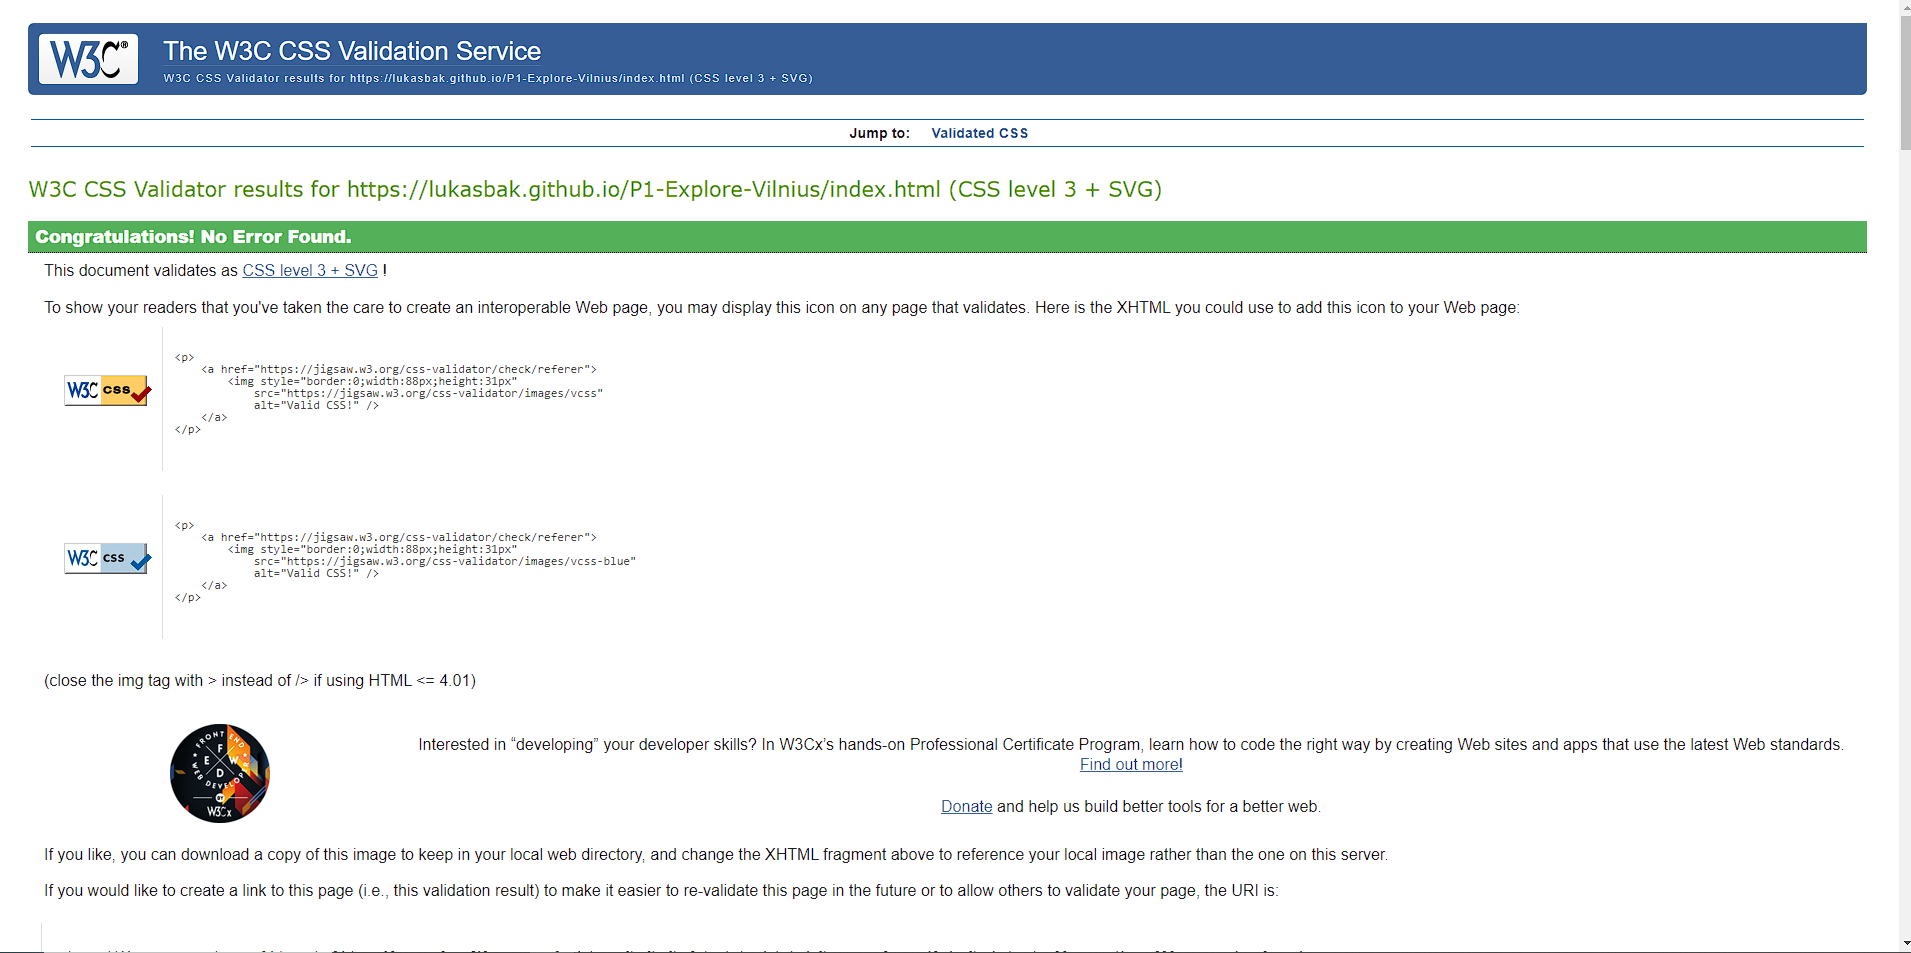 W3C®
The W3C CSS Validation Service
W3C CSS Validator results for https://lukasbak.github.io/P1-Explore-Vilnius/index.html (CSS level 3 + SVG)
Jump to: Validated CSS
W3C CSS Validator results for https://lukasbak.github.io/P1-Explore-Vilnius/index.html (CSS level 3 + SVG)
Congratulations! No Error Found.
This document validates as CSS level 3 + SVG !
To show your readers that you've taken the care to create an interoperable Web page, you may display this icon on any page that validates. Here is the XHTML you could use to add this icon to your Web page:
W3C css
<p>
<a href="https://jigsaw.w3.org/css-validator/check/referer">
<img style="border:0;width:88px;height:31px"
src="https://jigsaw.w3.org/css-validator/images/vcss"
alt="Valid CSS!" />
</a>
</p>
W3C css
<p>
<a href="https://jigsaw.w3.org/css-validator/check/referer">
<img style="border:0;width:88px;height:31px"
src="https://jigsaw.w3.org/css-validator/images/vcss-blue"
alt="Valid CSS!" />
</a>
</p>
(close the img tag with > instead of /> if using HTML <= 4.01)
FRONT END
F E W D
WEB DEVELOPER
BY
W3Cx
Interested in “developing” your developer skills? In W3Cx’s hands-on Professional Certificate Program, learn how to code the right way by creating Web sites and apps that use the latest Web standards.
Find out more!
Donate and help us build better tools for a better web.
If you like, you can download a copy of this image to keep in your local web directory, and change the XHTML fragment above to reference your local image rather than the one on this server.
If you would like to create a link to this page (i.e., this validation result) to make it easier to re-validate this page in the future or to allow others to validate your page, the URI is: